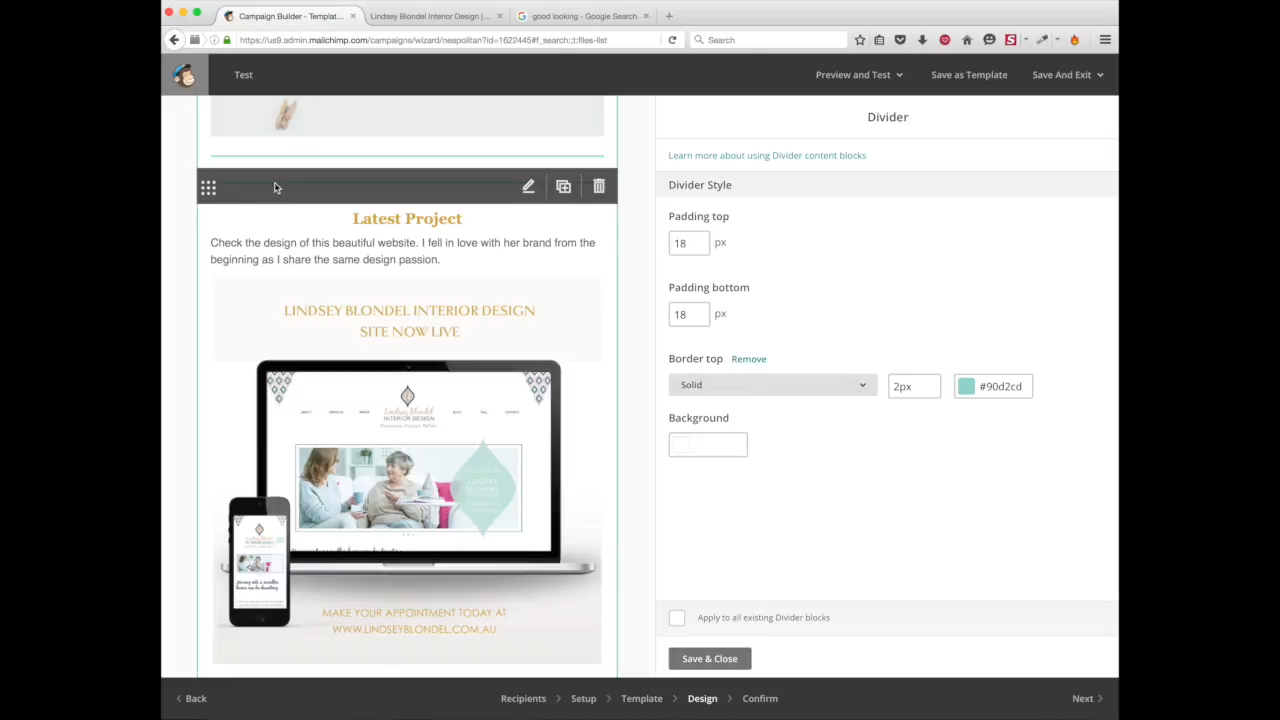 Campaign Builder - Templat...
Lindsey Blondel Interior Design |...
good looking - Google Search
https://us9.admin.mailchimp.com/campaigns/wizard/neapolitan?id=1622445#f_search:;t:files-list
Search
Test
Preview and Test
Save as Template
Save And Exit
Divider
Learn more about using Divider content blocks
Divider Style
Padding top
18 px
Padding bottom
18 px
Border top Remove
Solid
2px
#90d2cd
Background
Apply to all existing Divider blocks
Save & Close
Latest Project
Check the design of this beautiful website. I fell in love with her brand from the
beginning as I share the same design passion.
LINDSEY BLONDEL INTERIOR DESIGN
SITE NOW LIVE
Lindsey Blondel
INTERIOR DESIGN
MAKE YOUR APPOINTMENT TODAY AT
WWW.LINDSEYBLONDEL.COM.AU
Back
Recipients
Setup
Template
Design
Confirm
Next